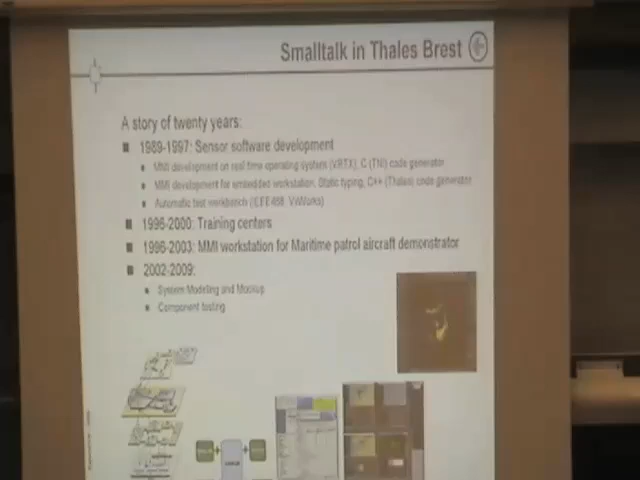 Smalltalk in Thales Brest
A story of twenty years:
1989-1997: Sensor software development
MMI development on real time operating system (VRTX), C (TNI) code generator
MMI development for embedded workstation, Static typing, C++ (Thales) code generator
Automatic test workbench (IEEE488, VxWorks)
1996-2000: Training centers
1996-2003: MMI workstation for Maritime patrol aircraft demonstrator
2002-2009:
System Modeling and Mockup
Component testing